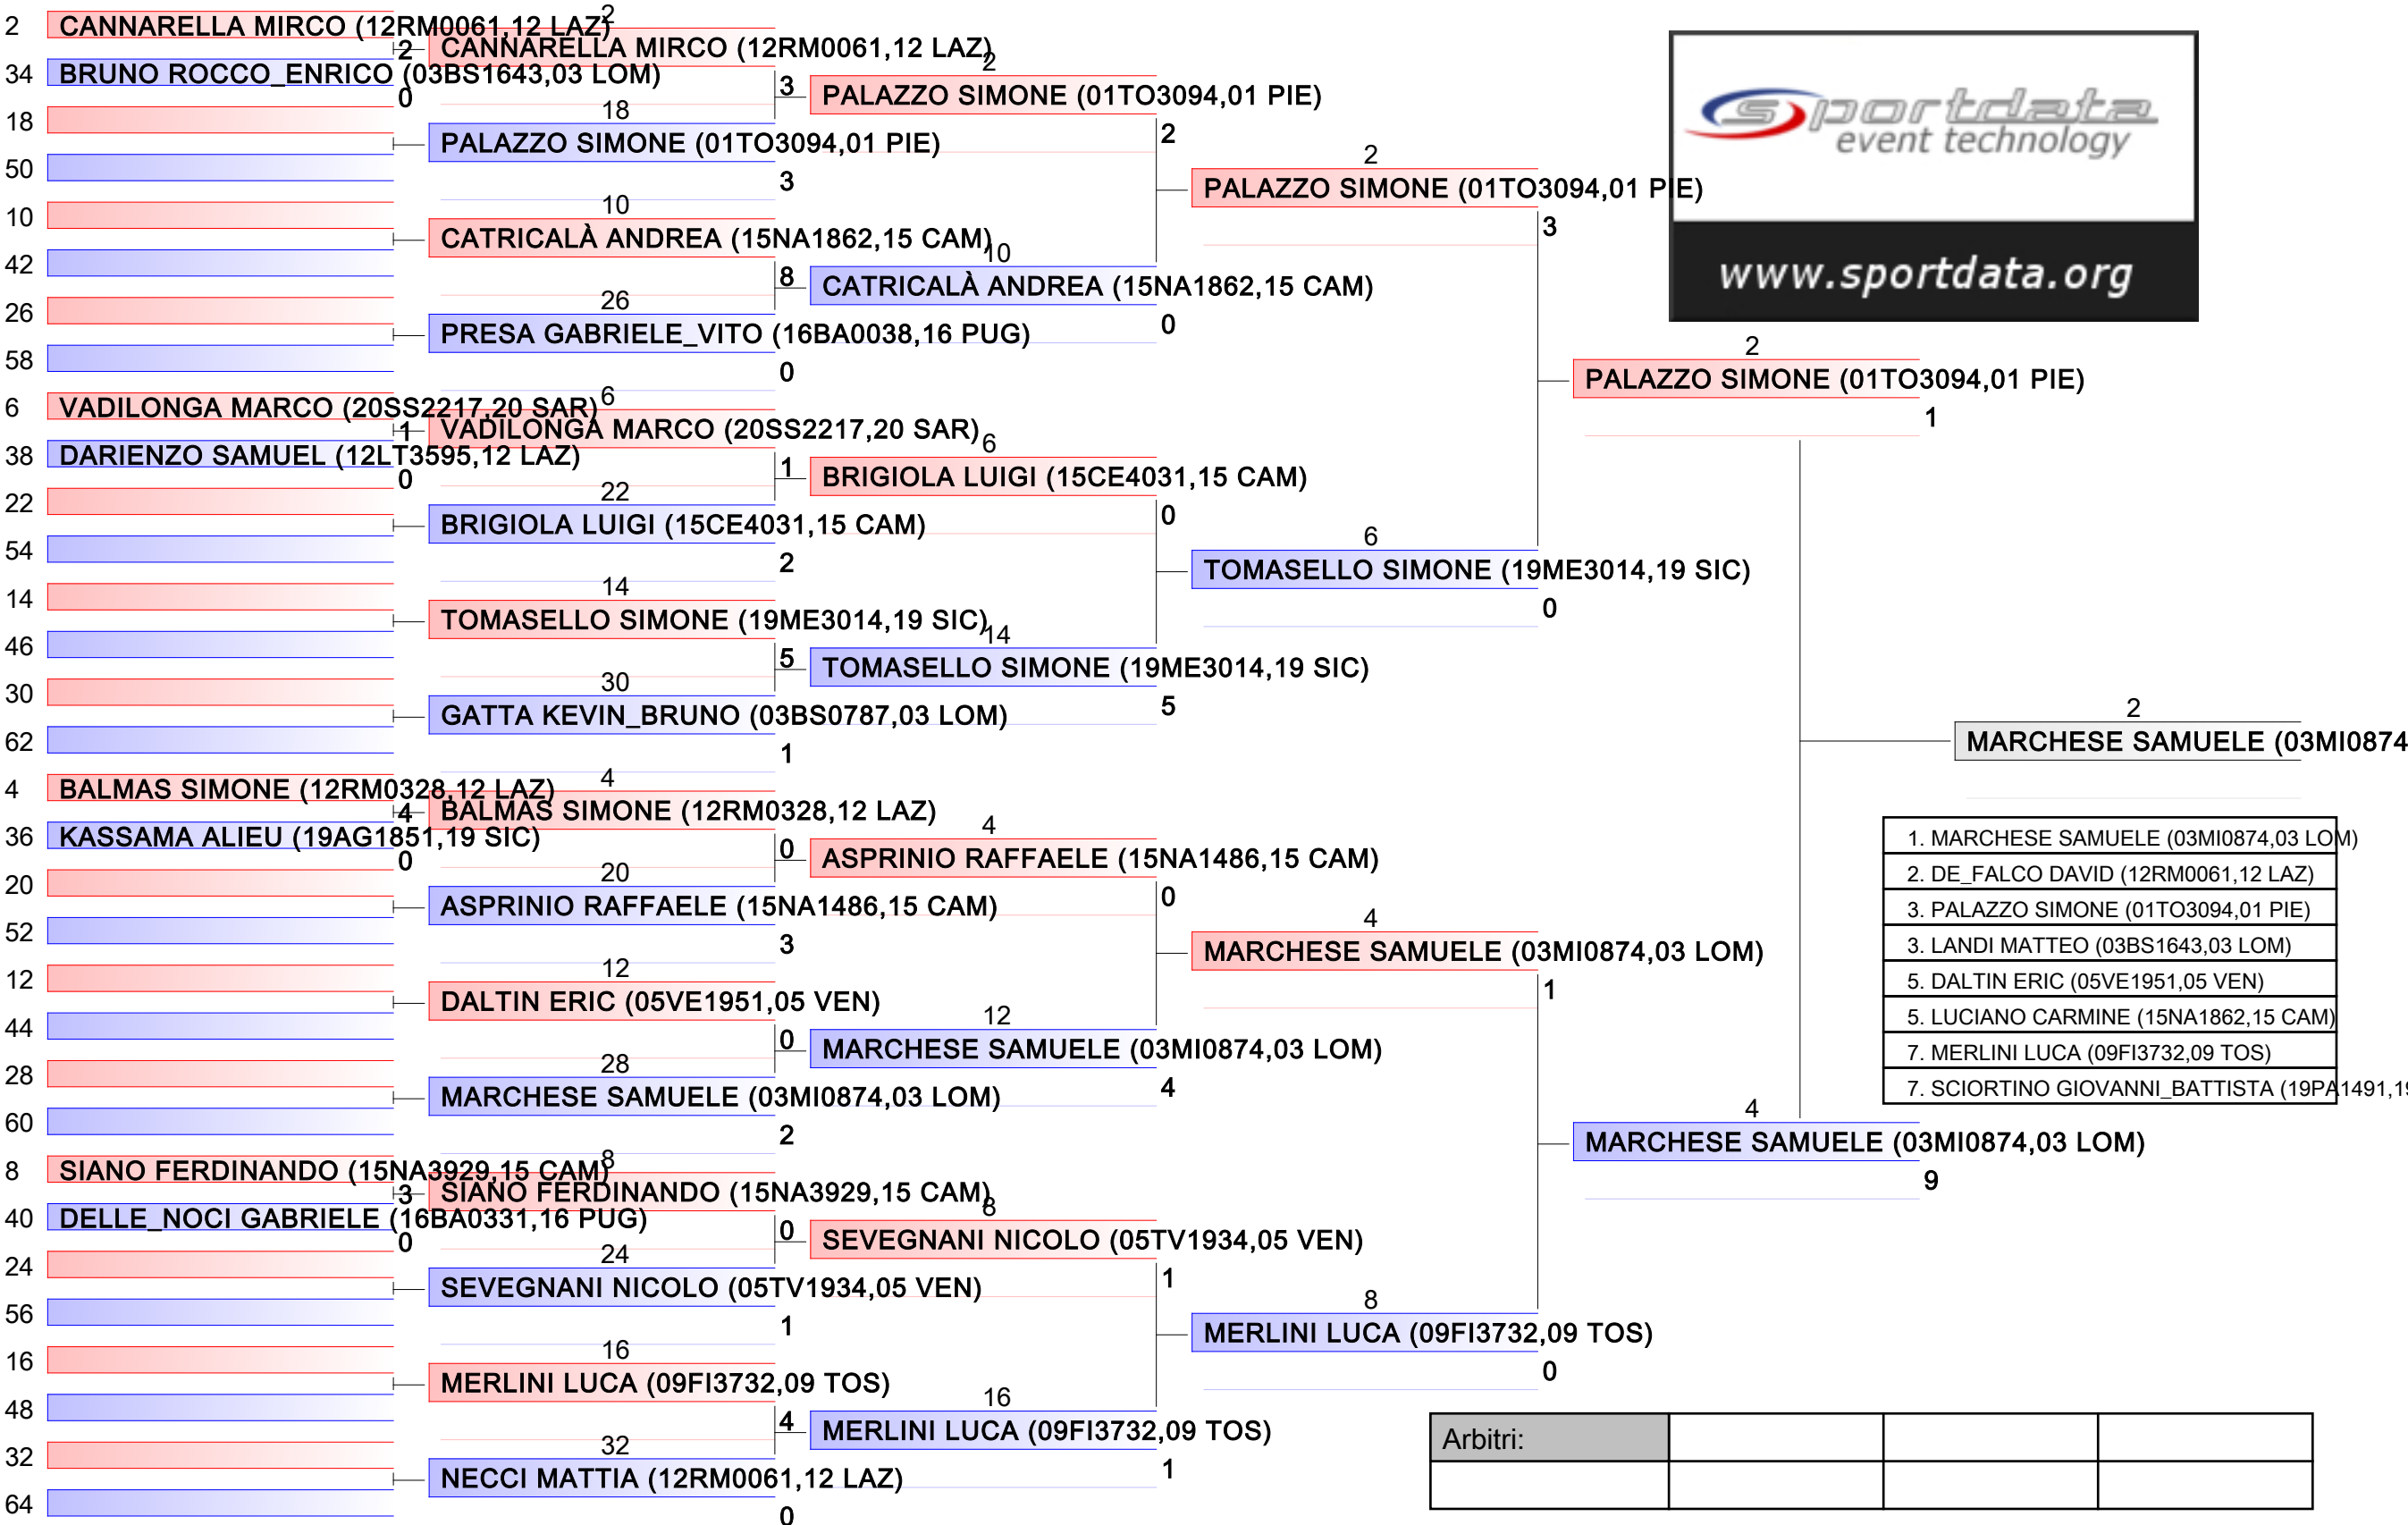 2 CANNARELLA MIRCO (12RM0061,12 LAZ)
2
34 BRUNO ROCCO_ENRICO (03BS1643,03 LOM)
0
18
50
10
42
26
58
6 VADILONGA MARCO (20SS2217,20 SAR)
1
38 DARIENZO SAMUEL (12LT3595,12 LAZ)
0
22
54
14
46
30
62
4 BALMAS SIMONE (12RM0328,12 LAZ)
4
36 KASSAMA ALIEU (19AG1851,19 SIC)
0
20
52
12
44
28
60
8 SIANO FERDINANDO (15NA3929,15 CAM)
3
40 DELLE_NOCI GABRIELE (16BA0331,16 PUG)
0
24
56
16
48
32
64
2
CANNARELLA MIRCO (12RM0061,12 LAZ)
3
18
PALAZZO SIMONE (01TO3094,01 PIE)
3
10
CATRICALÀ ANDREA (15NA1862,15 CAM)
8
26
PRESA GABRIELE_VITO (16BA0038,16 PUG)
0
6
VADILONGA MARCO (20SS2217,20 SAR)
1
22
BRIGIOLA LUIGI (15CE4031,15 CAM)
2
14
TOMASELLO SIMONE (19ME3014,19 SIC)
5
30
GATTA KEVIN_BRUNO (03BS0787,03 LOM)
1
4
BALMAS SIMONE (12RM0328,12 LAZ)
0
20
ASPRINIO RAFFAELE (15NA1486,15 CAM)
3
12
DALTIN ERIC (05VE1951,05 VEN)
0
28
MARCHESE SAMUELE (03MI0874,03 LOM)
2
8
SIANO FERDINANDO (15NA3929,15 CAM)
0
24
SEVEGNANI NICOLO (05TV1934,05 VEN)
1
16
MERLINI LUCA (09FI3732,09 TOS)
4
32
NECCI MATTIA (12RM0061,12 LAZ)
0
2
PALAZZO SIMONE (01TO3094,01 PIE)
2
10
CATRICALÀ ANDREA (15NA1862,15 CAM)
0
6
BRIGIOLA LUIGI (15CE4031,15 CAM)
0
14
TOMASELLO SIMONE (19ME3014,19 SIC)
5
4
ASPRINIO RAFFAELE (15NA1486,15 CAM)
0
12
MARCHESE SAMUELE (03MI0874,03 LOM)
4
8
SEVEGNANI NICOLO (05TV1934,05 VEN)
1
16
MERLINI LUCA (09FI3732,09 TOS)
1
2
PALAZZO SIMONE (01TO3094,01 PIE)
3
6
TOMASELLO SIMONE (19ME3014,19 SIC)
0
4
MARCHESE SAMUELE (03MI0874,03 LOM)
1
8
MERLINI LUCA (09FI3732,09 TOS)
0
sportdata
event technology
www.sportdata.org
2
PALAZZO SIMONE (01TO3094,01 PIE)
1
4
MARCHESE SAMUELE (03MI0874,03 LOM)
9
2
MARCHESE SAMUELE (03MI0874
1. MARCHESE SAMUELE (03MI0874,03 LOM)
2. DE_FALCO DAVID (12RM0061,12 LAZ)
3. PALAZZO SIMONE (01TO3094,01 PIE)
3. LANDI MATTEO (03BS1643,03 LOM)
5. DALTIN ERIC (05VE1951,05 VEN)
5. LUCIANO CARMINE (15NA1862,15 CAM)
7. MERLINI LUCA (09FI3732,09 TOS)
7. SCIORTINO GIOVANNI_BATTISTA (19PA1491,19
Arbitri: